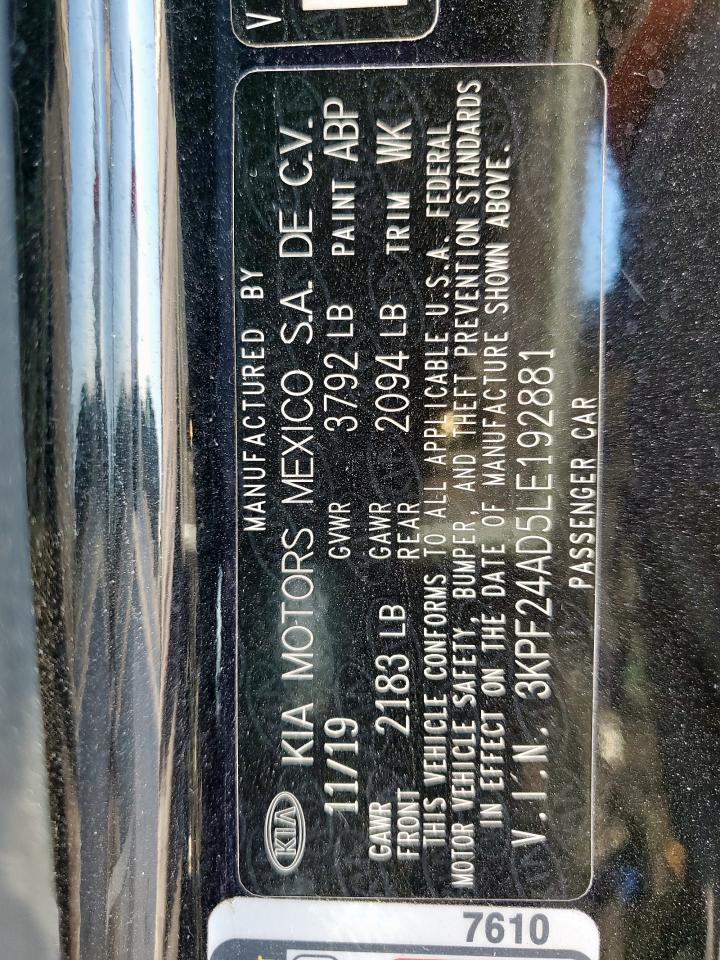 V
MANUFACTURED BY
KIA KIA MOTORS MEXICO S.A. DE C.V.
11/19 GVWR 3792 LB PAINT ABP
GAWR FRONT 2183 LB GAWR REAR 2094 LB TRIM WK
THIS VEHICLE CONFORMS TO ALL APPLICABLE U.S.A. FEDERAL
MOTOR VEHICLE SAFETY, BUMPER, AND THEFT PREVENTION STANDARDS
IN EFFECT ON THE DATE OF MANUFACTURE SHOWN ABOVE.
V.I.N. 3KPF24AD5LE192881
PASSENGER CAR
7610